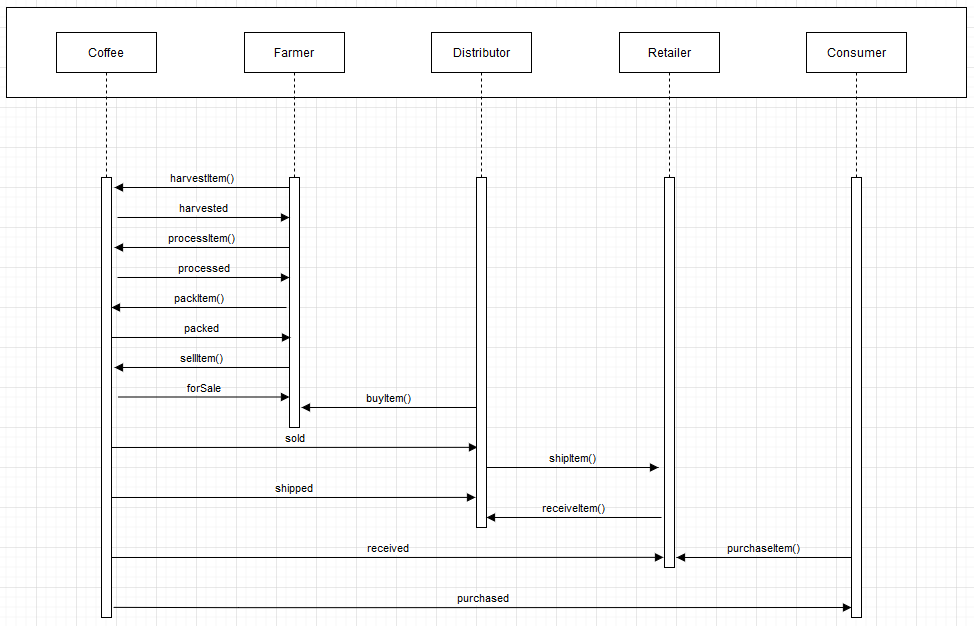 Coffee
Farmer
Distributor
Retailer
Consumer
harvestItem()
harvested
processItem()
processed
packItem()
packed
sellItem()
forSale
buyItem()
sold
shipItem()
shipped
receiveItem()
received
purchaseItem()
purchased